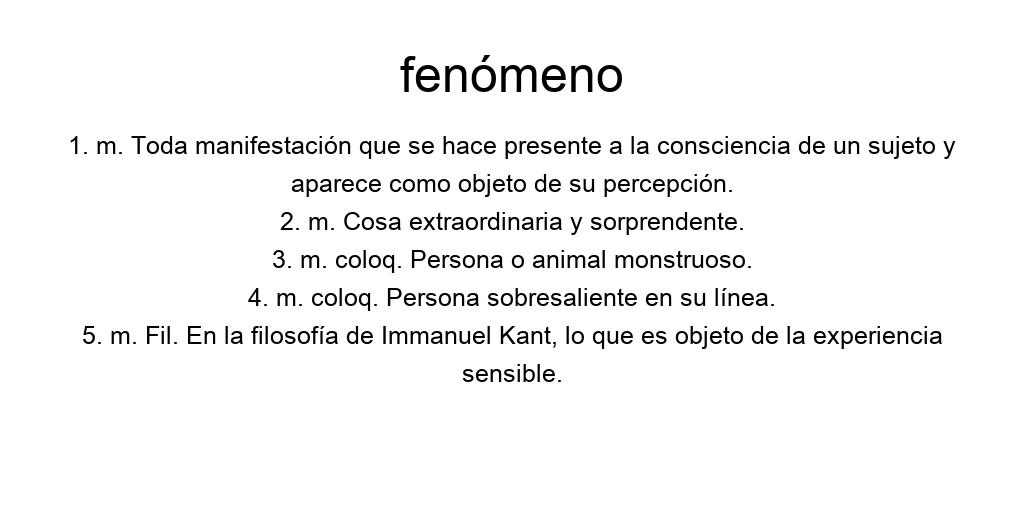 fenómeno
1. m. Toda manifestación que se hace presente a la consciencia de un sujeto y
aparece como objeto de su percepción.
2. m. Cosa extraordinaria y sorprendente.
3. m. coloq. Persona o animal monstruoso.
4. m. coloq. Persona sobresaliente en su línea.
5. m. Fil. En la filosofía de Immanuel Kant, lo que es objeto de la experiencia
sensible.